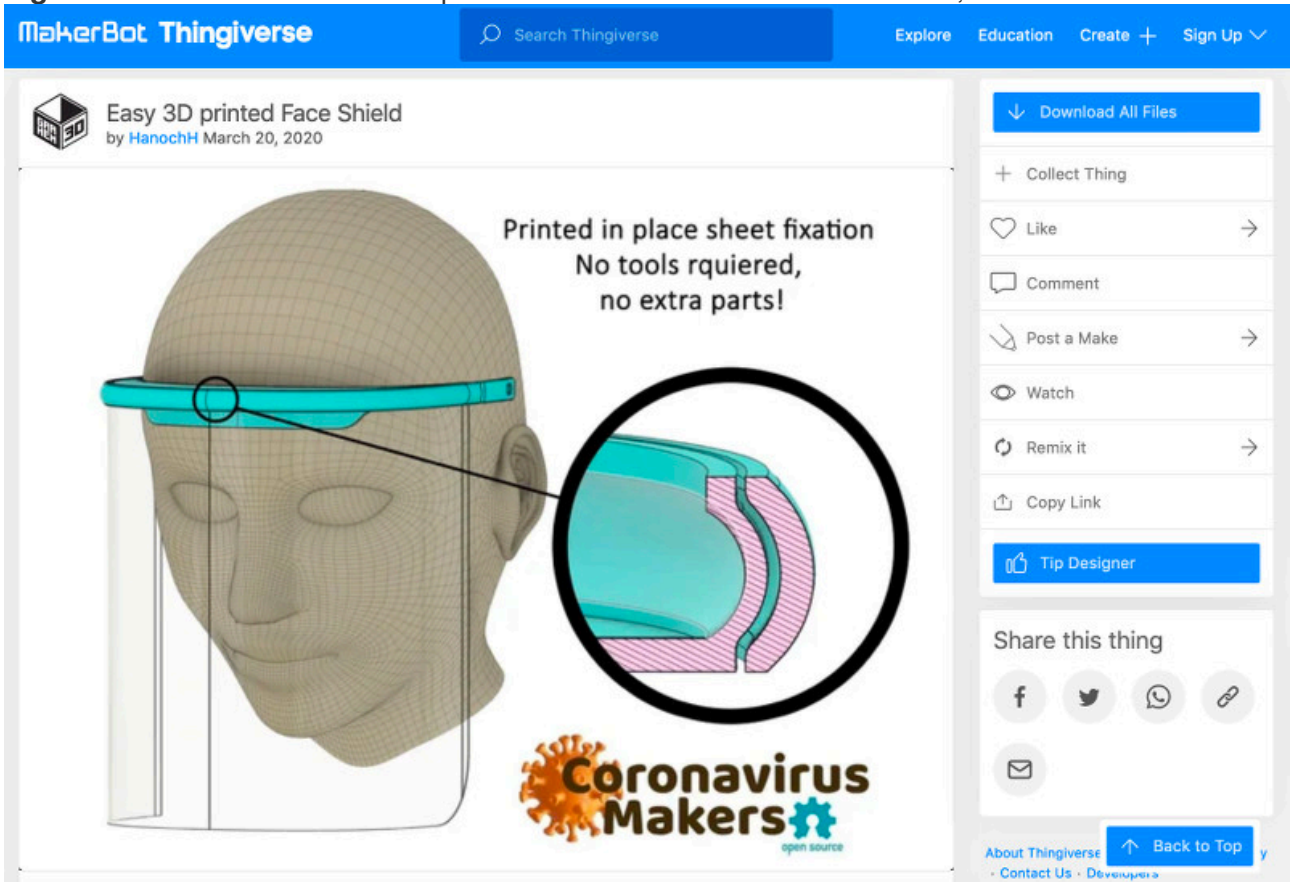 MakerBot Thingiverse
Search Thingiverse
Explore Education Create + Sign Up
Easy 3D printed Face Shield
by HanochH March 20, 2020
3D
Printed in place sheet fixation
No tools rquiered,
no extra parts!
Coronavirus
Makers
open source
Download All Files
Collect Thing
Like
Comment
Post a Make
Watch
Remix it
Copy Link
Tip Designer
Share this thing
Back to Top
About Thingiverse
· Contact Us · Developers